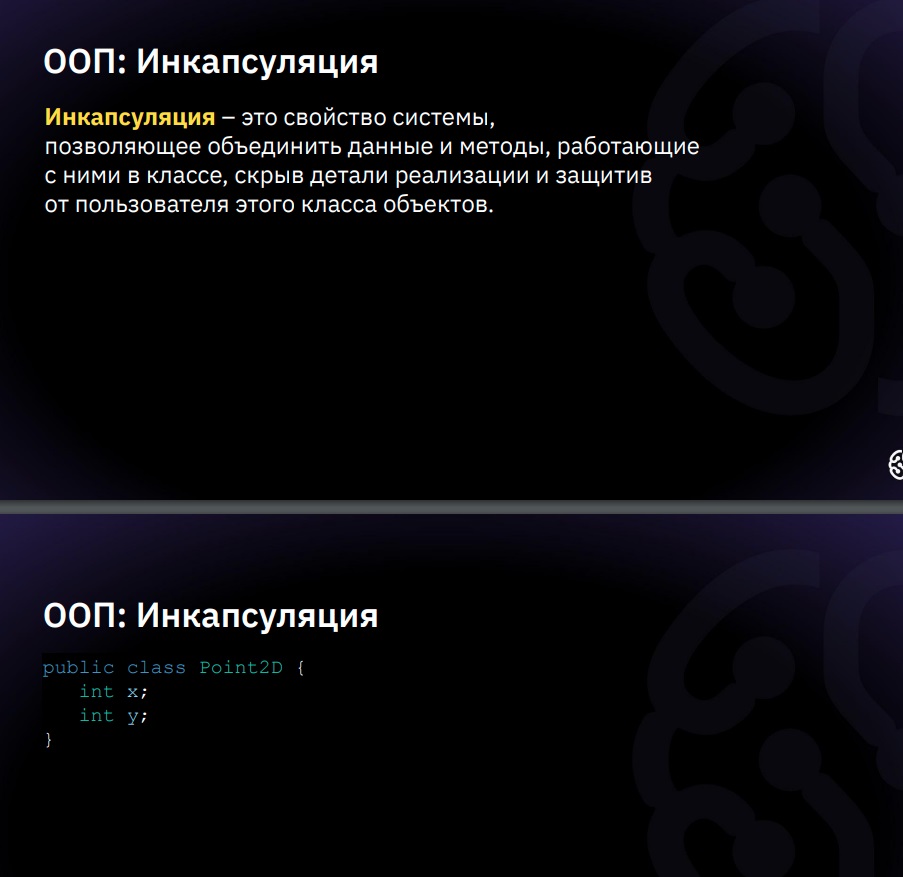 ООП: Инкапсуляция
Инкапсуляция – это свойство системы,
позволяющее объединить данные и методы, работающие
с ними в классе, скрыв детали реализации и защитив
от пользователя этого класса объектов.
ООП: Инкапсуляция
public class Point2D {
int x;
int y;
}